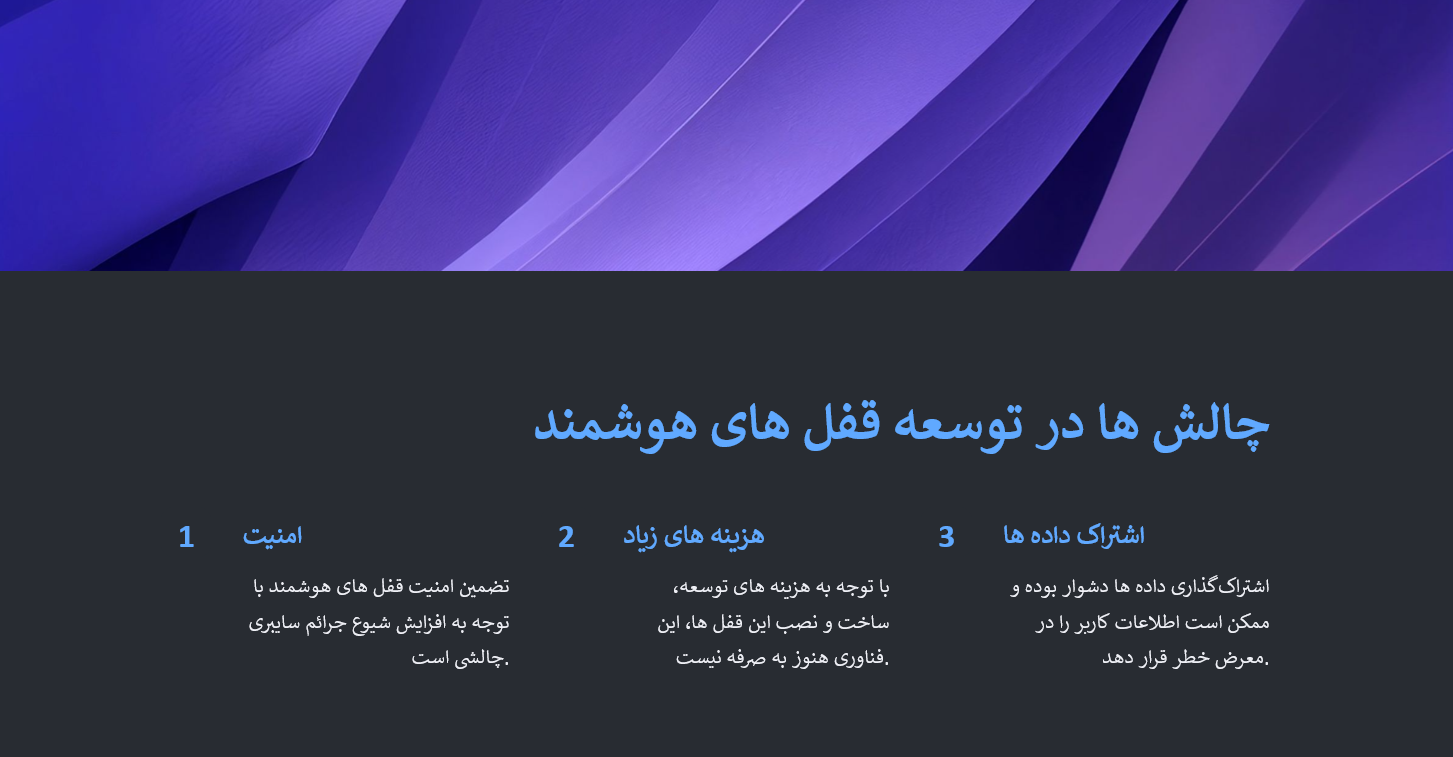 چالش ها در توسعه قفل های هوشمند
1
امنیت
تضمین امنیت قفل های هوشمند با
توجه به افزایش شیوع جرائم سایبری
.چالشی است
2
هزینه های زیاد
با توجه به هزینه های توسعه،
ساخت و نصب این قفل ها، این
.فناوری هنوز به صرفه نیست
3
اشتراک داده ها
اشتراک‌گذاری داده ها دشوار بوده و
ممکن است اطلاعات کاربر را در
.معرض خطر قرار دهد